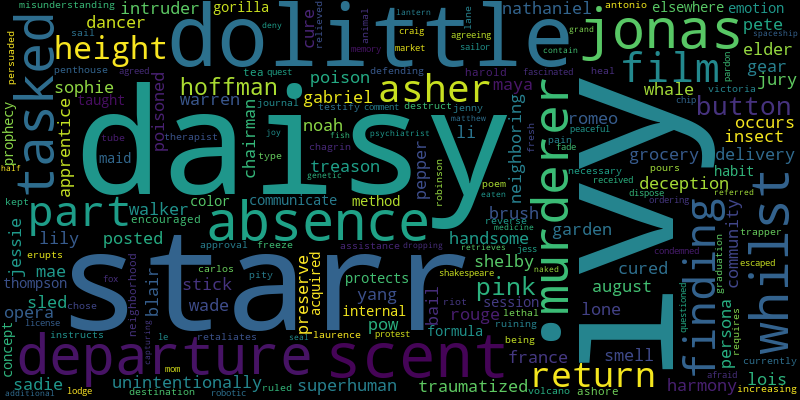 misunderstanding intruder gorilla nathaniel elsewhere antonio emotion
dancer dolittle cure relieved animal deny lantern craig market agreeing sailor lane contain jonas grand pete spaceship
persuaded tasked height sail penthouse agreed memory quest tea harold defending fascinated heal film pardon elder gear jury
sophie hoffman poison asher maya whale chip victoria button
prophecy taught poisoned warren gabriel journal testify comment destruct jenny matthew occurs insect
apprentice daisy chairman noah joy fish psychiatrist li neighboring fresh murderer ivy romeo peaceful
half tube maid therapist type chagrin treason pepper pain fade grocery delivery
kept part walker color genetic communicate method robinson poem eaten necessary received deception habit
jessie lily posted encouraged absence reverse medicine brush garden dispose referred ordering
erupts mae starr approval freeze assistance dropping handsome retrieves jess cured finding community whilst trapper
thompson neighborhood blair carlos pity preserve acquired protects shakespeare shelby naked condemned graduation escaped
concept sled chose fox stick yang bail pink session august questioned
opera license wade internal riot rouge lethal lone persona requires
instructs capturing retaliates seal laurence pow protest formula ruining being france smell currently
departure le scent return afraid harmony lois
sadie mom unintentionally ruled superhuman traumatized volcano ashore increasing
additional lodge destination robotic